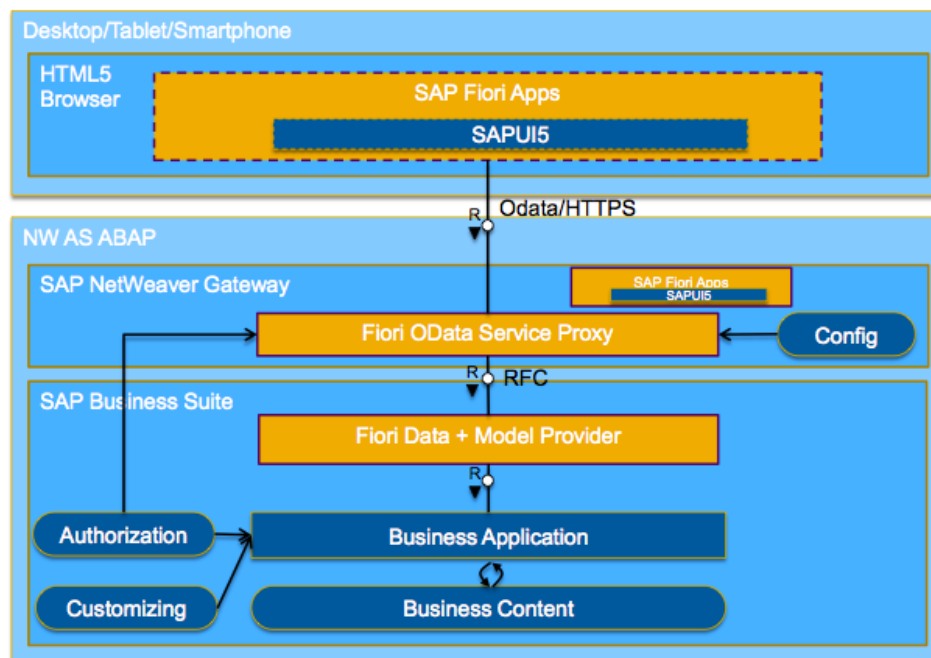 Desktop/Tablet/Smartphone
HTML5
Browser
SAP Fiori Apps
SAPUI5
R
Odata/HTTPS
NW AS ABAP
SAP NetWeaver Gateway
SAP Fiori Apps
SAPUI5
Fiori OData Service Proxy
Config
R
RFC
SAP Business Suite
Fiori Data + Model Provider
R
Authorization
Business Application
Customizing
Business Content